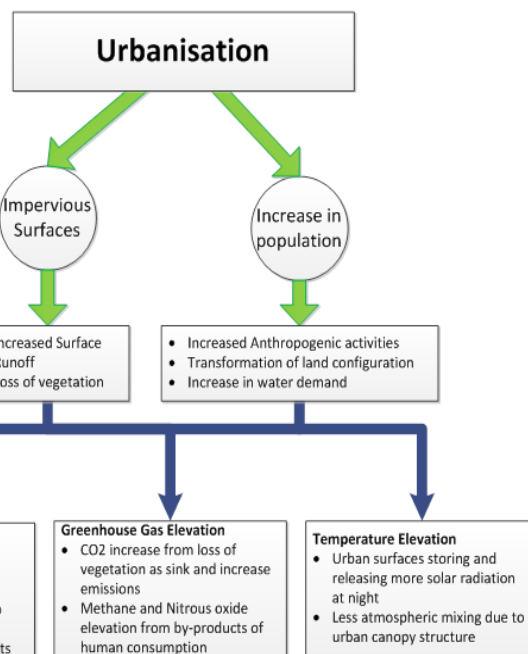 Urbanisation
Impervious
Surfaces
Increase in
population
ncreased Surface
Runoff
oss of vegetation
• Increased Anthropogenic activities
• Transformation of land configuration
• Increase in water demand
ts
Greenhouse Gas Elevation
• CO2 increase from loss of
vegetation as sink and increase
emissions
• Methane and Nitrous oxide
elevation from by-products of
human consumption
Temperature Elevation
• Urban surfaces storing and
releasing more solar radiation
at night
• Less atmospheric mixing due to
urban canopy structure